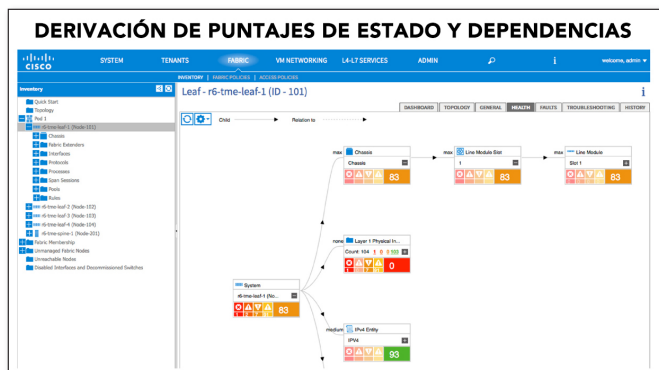 DERIVACIÓN DE PUNTAJES DE ESTADO Y DEPENDENCIAS
CISCO SYSTEM TENANTS FABRIC VM NETWORKING L4-L7 SERVICES ADMIN i welcome, admin
INVENTORY | FABRIC POLICIES | ACCESS POLICIES
Inventory
Quick Start
Topology
Pod 1
r6-tme-leaf-1 (Node-101)
Chassis
Fabric Extenders
Interfaces
Protocols
Processes
Span Sessions
Pools
Rules
r6-tme-leaf-2 (Node-102)
r6-tme-leaf-3 (Node-103)
r6-tme-leaf-4 (Node-104)
r6-tme-spine-1 (Node-201)
Fabric Membership
Unmanaged Fabric Nodes
Unreachable Nodes
Disabled Interfaces and Decommissioned Switches
Leaf - r6-tme-leaf-1 (ID - 101) i
DASHBOARD TOPOLOGY GENERAL HEALTH FAULTS TROUBLESHOOTING HISTORY
Child Relation to
max Chassis
Chassis
83
max Line Module Slot
1
83
max Line Module
Slot 1
83
none Layer 1 Physical In...
Count: 104 1 0 3 100
0
System
r6-tme-leaf-1 (No...
83
medium IPv4 Entity
IPV4
93